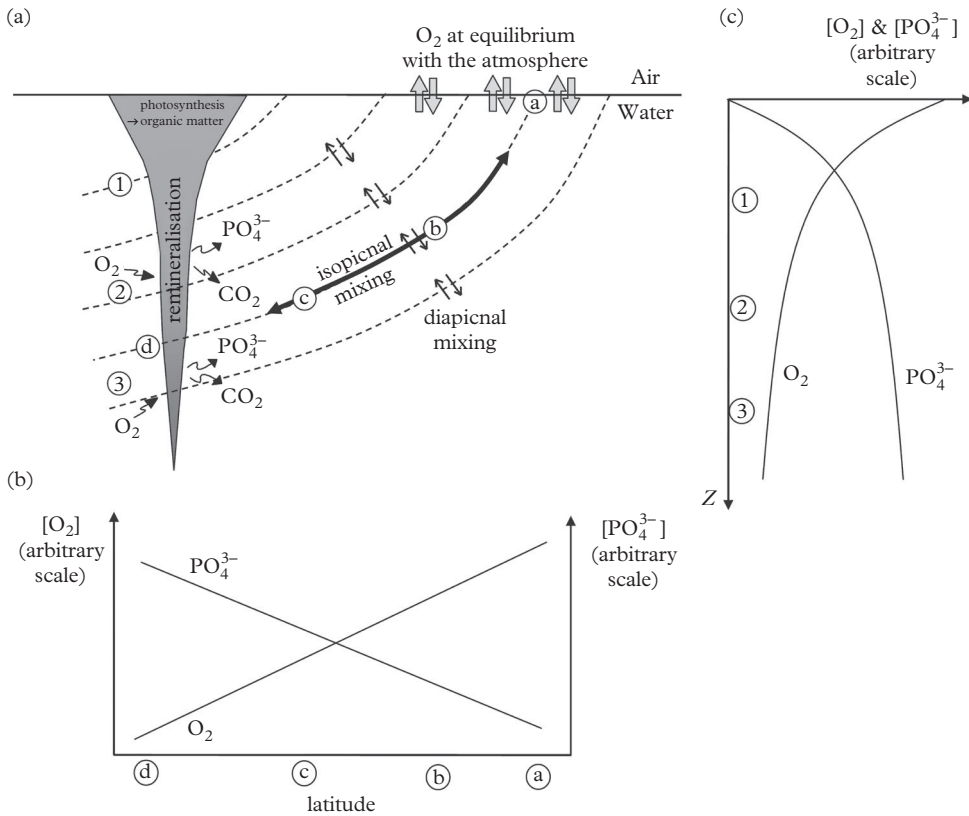 (a)
O₂ at equilibrium
with the atmosphere
Air
Water
photosynthesis
→ organic matter
a
1
remineralisation
PO₄³⁻
O₂
2
CO₂
b
isopicnal
mixing
c
diapicnal
mixing
d
PO₄³⁻
3
CO₂
O₂
(b)
[O₂]
(arbitrary
scale)
PO₄³⁻
[PO₄³⁻]
(arbitrary
scale)
O₂
d
c
b
a
latitude
(c)
[O₂] & [PO₄³⁻]
(arbitrary
scale)
1
2
O₂
PO₄³⁻
3
Z